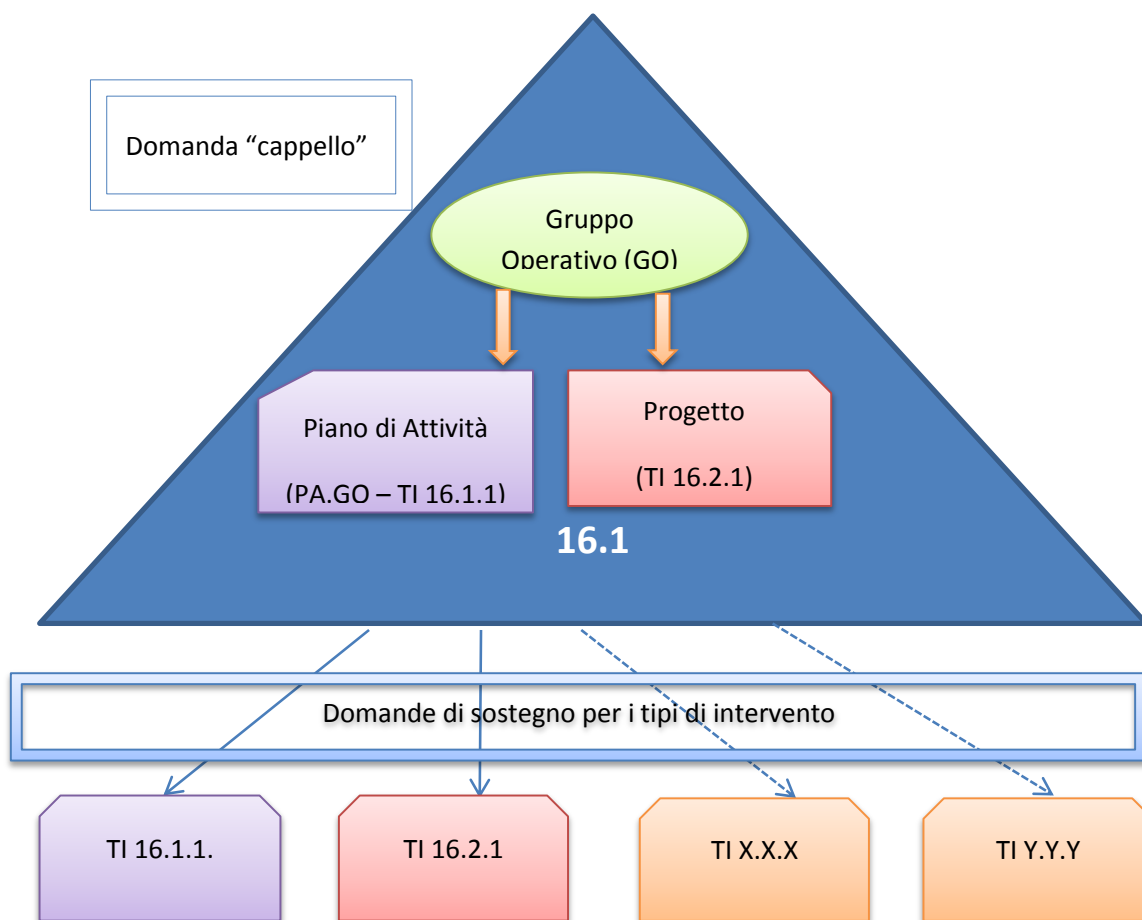 Domanda “cappello”
Gruppo
Operativo (GO)
Piano di Attività
(PA.GO – TI 16.1.1)
Progetto
(TI 16.2.1)
16.1
Domande di sostegno per i tipi di intervento
TI 16.1.1.
TI 16.2.1
TI X.X.X
TI Y.Y.Y